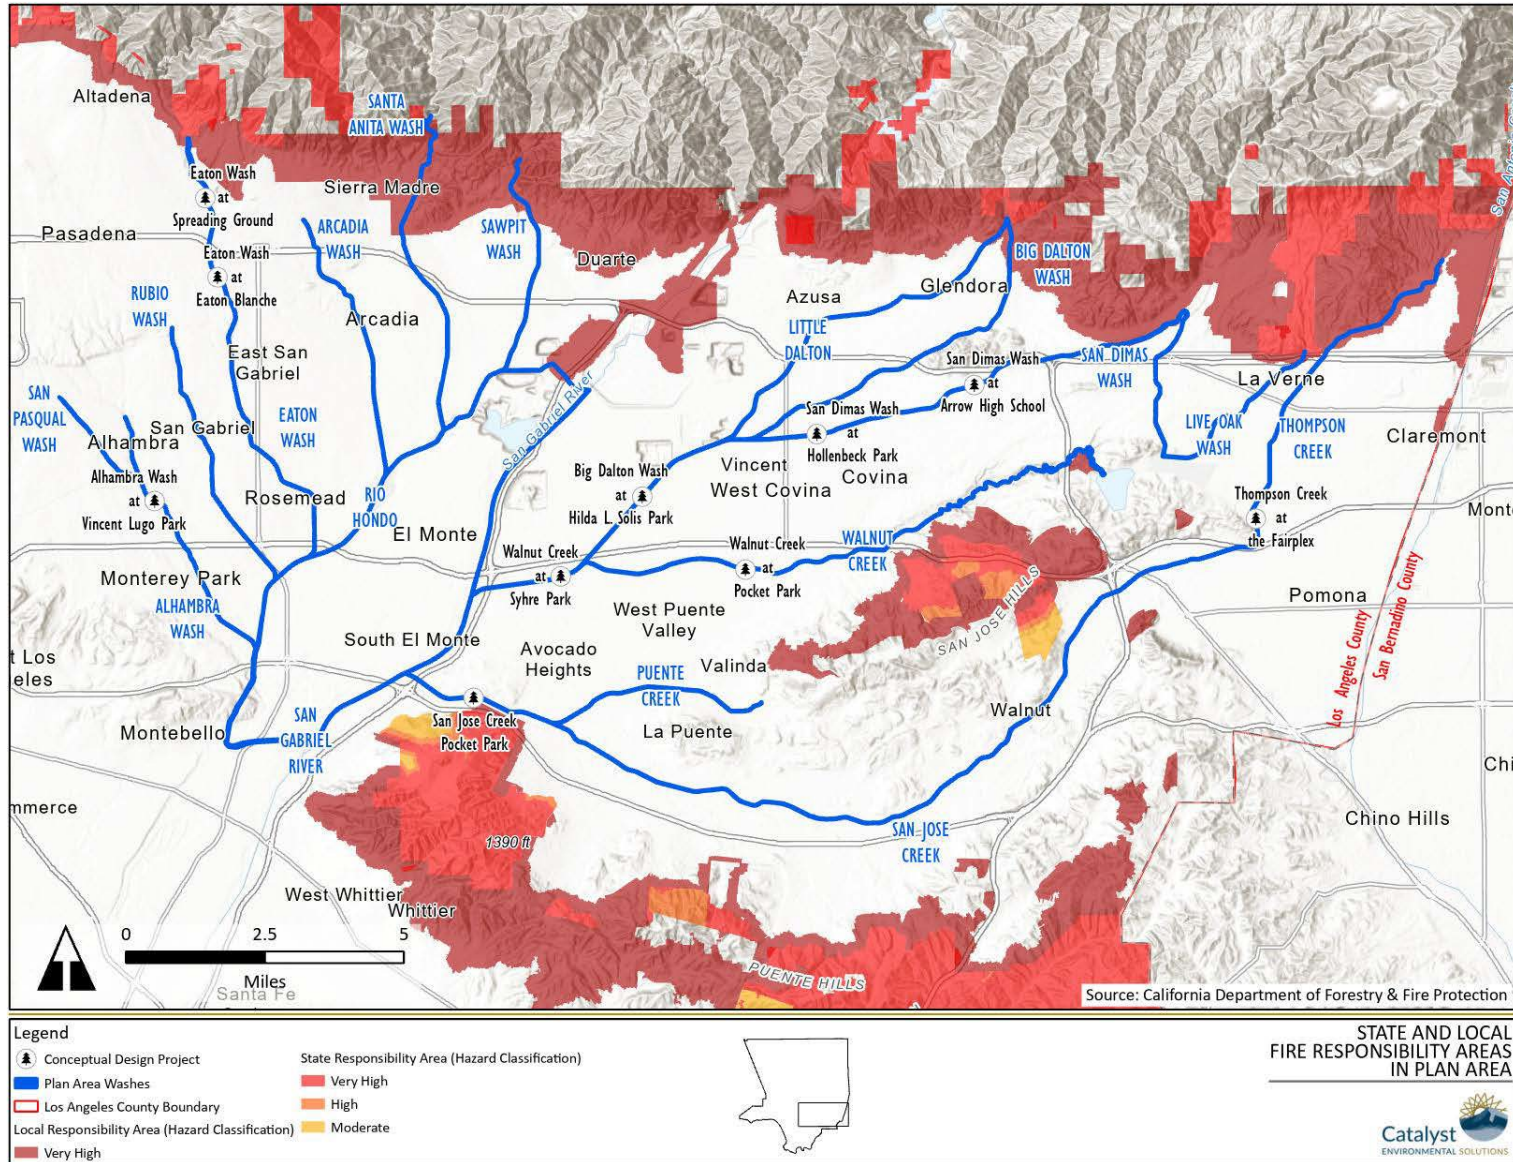 Altadena
SANTA
ANITA WASH
Eaton Wash
at
Spreading Ground
Sierra Madre
Pasadena
ARCADIA
WASH
SAWPIT
WASH
Duarte
Eaton Wash
at
Eaton Blanche
RUBIO
WASH
Arcadia
Azusa
Glendora
BIG DALTON
WASH
LITTLE
DALTON
East San
Gabriel
San Dimas Wash
at
Arrow High School
SAN DIMAS
WASH
La Verne
SAN
PASQUAL
WASH
Alhambra
San Gabriel
EATON
WASH
San Gabriel River
San Dimas Wash
at
Hollenbeck Park
LIVE OAK
WASH
THOMPSON
CREEK
Claremont
Alhambra Wash
at
Vincent Lugo Park
Rosemead
RIO
HONDO
El Monte
Big Dalton Wash
at
Hilda L. Solis Park
Vincent
West Covina
Covina
Thompson Creek
at
the Fairplex
Mont
Monterey Park
ALHAMBRA
WASH
Walnut Creek
at
Syhre Park
Walnut Creek
at
Pocket Park
WALNUT
CREEK
West Puente
Valley
SAN JOSE HILLS
Pomona
Los Angeles County
San Bernadino County
South El Monte
t Los
eles
Avocado
Heights
Valinda
PUENTE
CREEK
Walnut
Montebello
SAN
GABRIEL
RIVER
San Jose Creek
Pocket Park
La Puente
Chi
mmerce
1390 ft
SAN JOSE
CREEK
Chino Hills
West Whittier
Whittier
PUENTE HILLS
0 2.5 5
Miles
Santa Fe
Source: California Department of Forestry & Fire Protection
Legend
Conceptual Design Project
Plan Area Washes
Los Angeles County Boundary
Local Responsibility Area (Hazard Classification)
Very High
State Responsibility Area (Hazard Classification)
Very High
High
Moderate
STATE AND LOCAL
FIRE RESPONSIBILITY AREAS
IN PLAN AREA
Catalyst
ENVIRONMENTAL SOLUTIONS